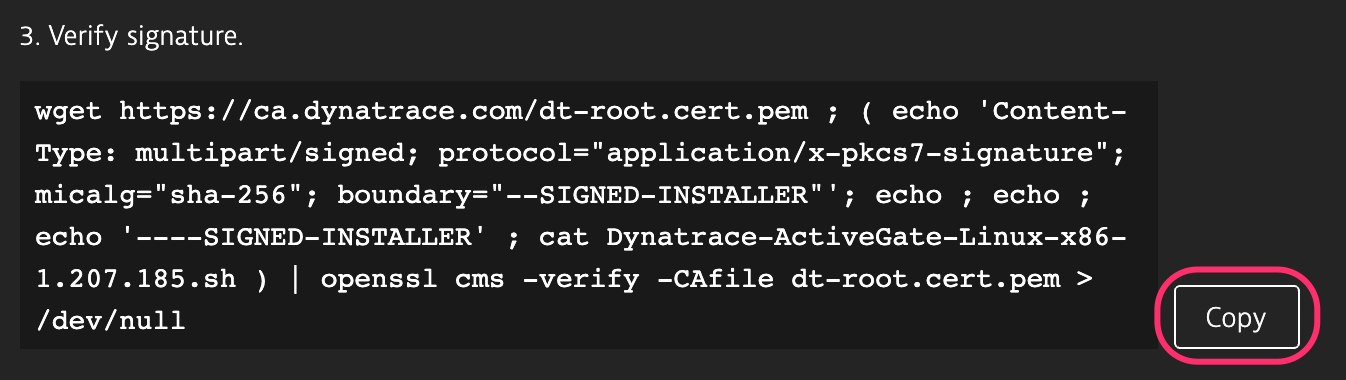 3. Verify signature.
wget https://ca.dynatrace.com/dt-root.cert.pem ; ( echo 'Content-
Type: multipart/signed; protocol="application/x-pkcs7-signature";
micalg="sha-256"; boundary="--SIGNED-INSTALLER"'; echo ; echo ;
echo '----SIGNED-INSTALLER' ; cat Dynatrace-ActiveGate-Linux-x86-
1.207.185.sh ) | openssl cms -verify -CAfile dt-root.cert.pem >
/dev/null
Copy